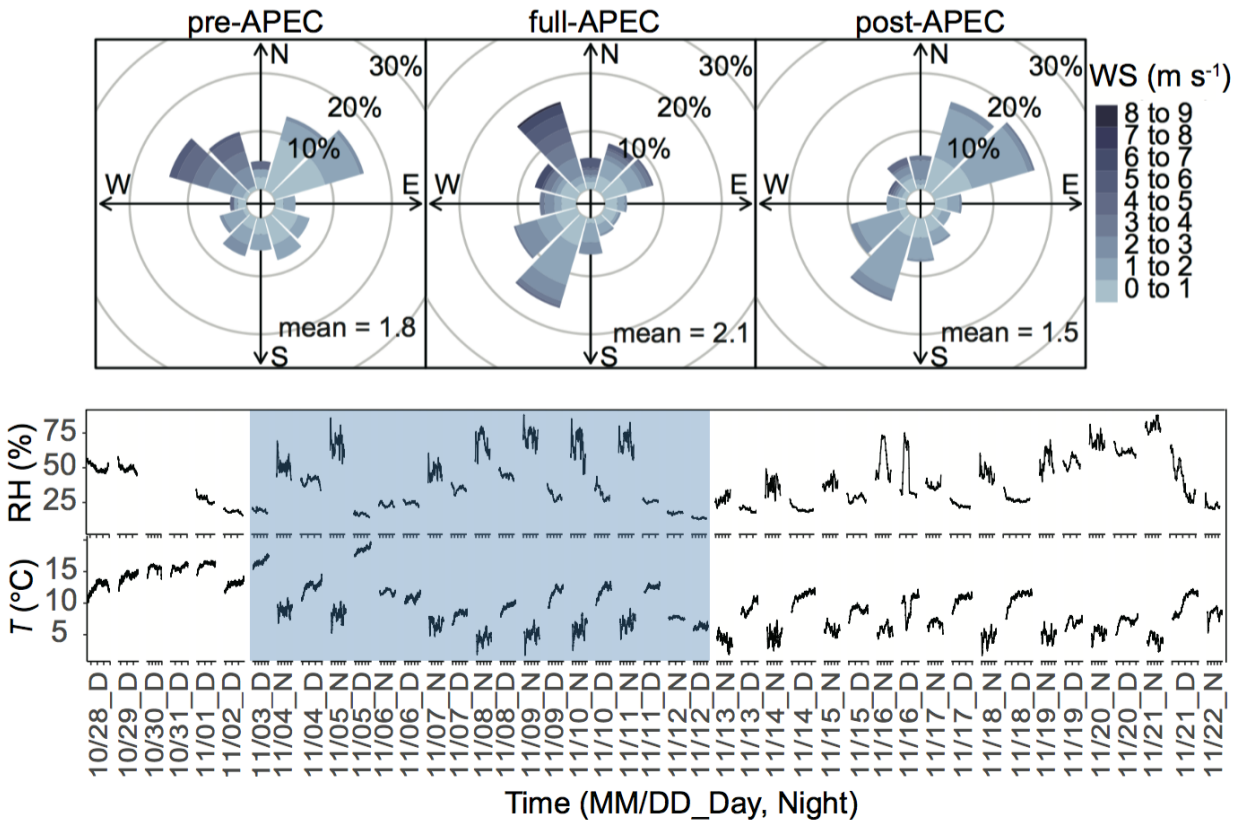 pre-APEC full-APEC post-APEC
N N N
30% 30% 30%
20% 20% 20%
10% 10% 10%
W E W E W E
mean = 1.8 mean = 2.1 mean = 1.5
S S S
WS (m s-1)
8 to 9
7 to 8
6 to 7
5 to 6
4 to 5
3 to 4
2 to 3
1 to 2
0 to 1
RH (%)
75
50
25
T (°C)
15
10
5
10/28_D
10/29_D
10/30_D
10/31_D
11/01_D
11/02_D
11/03_D
11/04_N
11/04_D
11/05_N
11/05_D
11/06_N
11/06_D
11/07_N
11/07_D
11/08_N
11/08_D
11/09_N
11/09_D
11/10_N
11/10_D
11/11_N
11/11_D
11/12_N
11/12_D
11/13_N
11/13_D
11/14_N
11/14_D
11/15_N
11/15_D
11/16_N
11/16_D
11/17_N
11/17_D
11/18_N
11/18_D
11/19_N
11/19_D
11/20_N
11/20_D
11/21_N
11/21_D
11/22_N
Time (MM/DD_Day, Night)